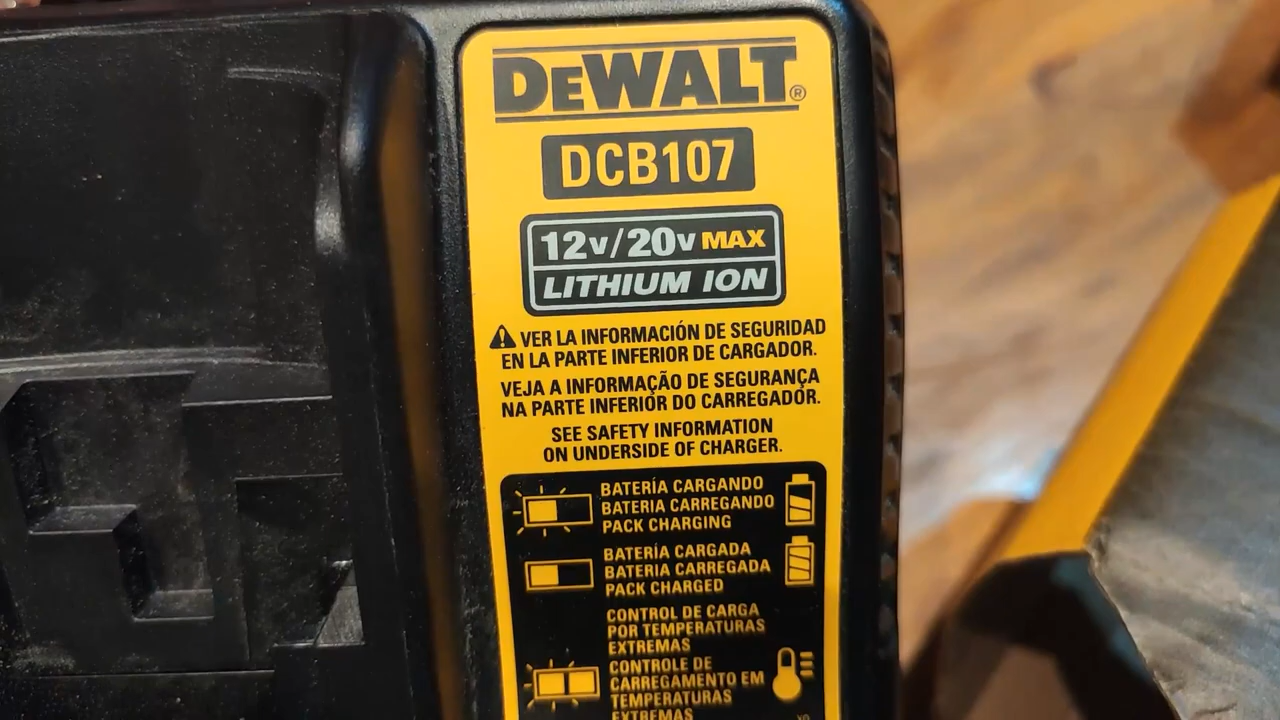 DEWALT®
DCB107
12V/20V MAX
LITHIUM ION
VER LA INFORMACIÓN DE SEGURIDAD
EN LA PARTE INFERIOR DE CARGADOR.
VEJA A INFORMAÇÃO DE SEGURANÇA
NA PARTE INFERIOR DO CARREGADOR.
SEE SAFETY INFORMATION
ON UNDERSIDE OF CHARGER.
BATERÍA CARGANDO
BATERIA CARREGANDO
PACK CHARGING
BATERÍA CARGADA
BATERIA CARREGADA
PACK CHARGED
CONTROL DE CARGA
POR TEMPERATURAS
EXTREMAS
CONTROLE DE
CARREGAMENTO EM
TEMPERATURAS
EXTREMAS